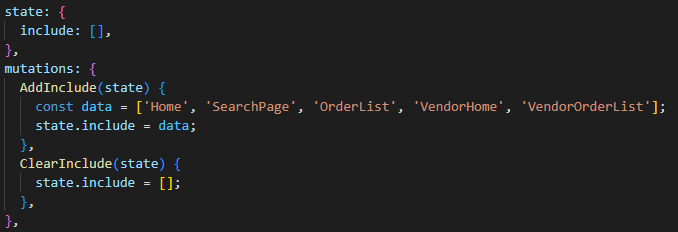 state: {
  include: [],
},
mutations: {
  AddInclude(state) {
    const data = ['Home', 'SearchPage', 'OrderList', 'VendorHome', 'VendorOrderList'];
    state.include = data;
  },
  ClearInclude(state) {
    state.include = [];
  },
},